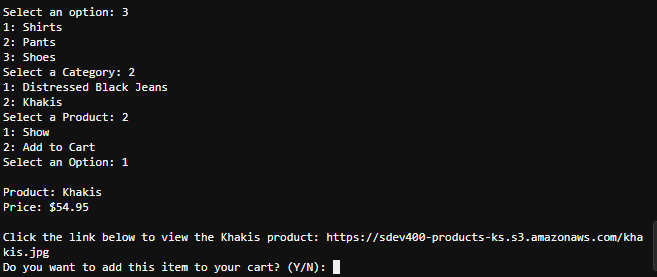 Select an option: 3
1: Shirts
2: Pants
3: Shoes
Select a Category: 2
1: Distressed Black Jeans
2: Khakis
Select a Product: 2
1: Show
2: Add to Cart
Select an Option: 1
Product: Khakis
Price: $54.95
Click the link below to view the Khakis product: https://sdev400-products-ks.s3.amazonaws.com/kha
kis.jpg
Do you want to add this item to your cart? (Y/N):